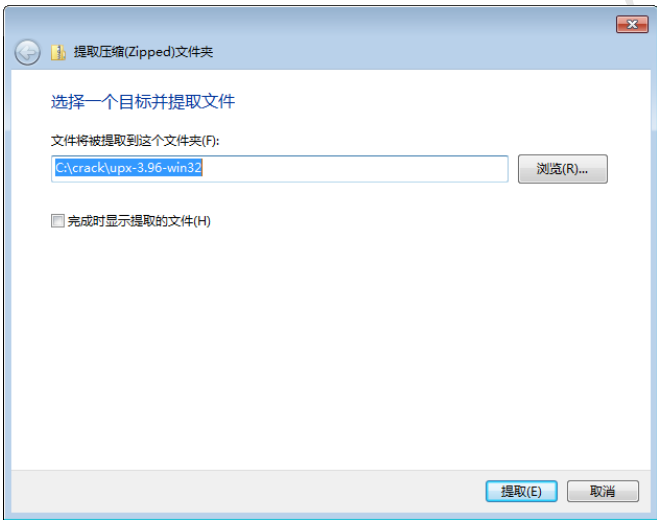 提取压缩(Zipped)文件夹
选择一个目标并提取文件
文件将被提取到这个文件夹(F):
C:\crack\upx-3.96-win32
浏览(R)...
完成时显示提取的文件(H)
提取(E)
取消